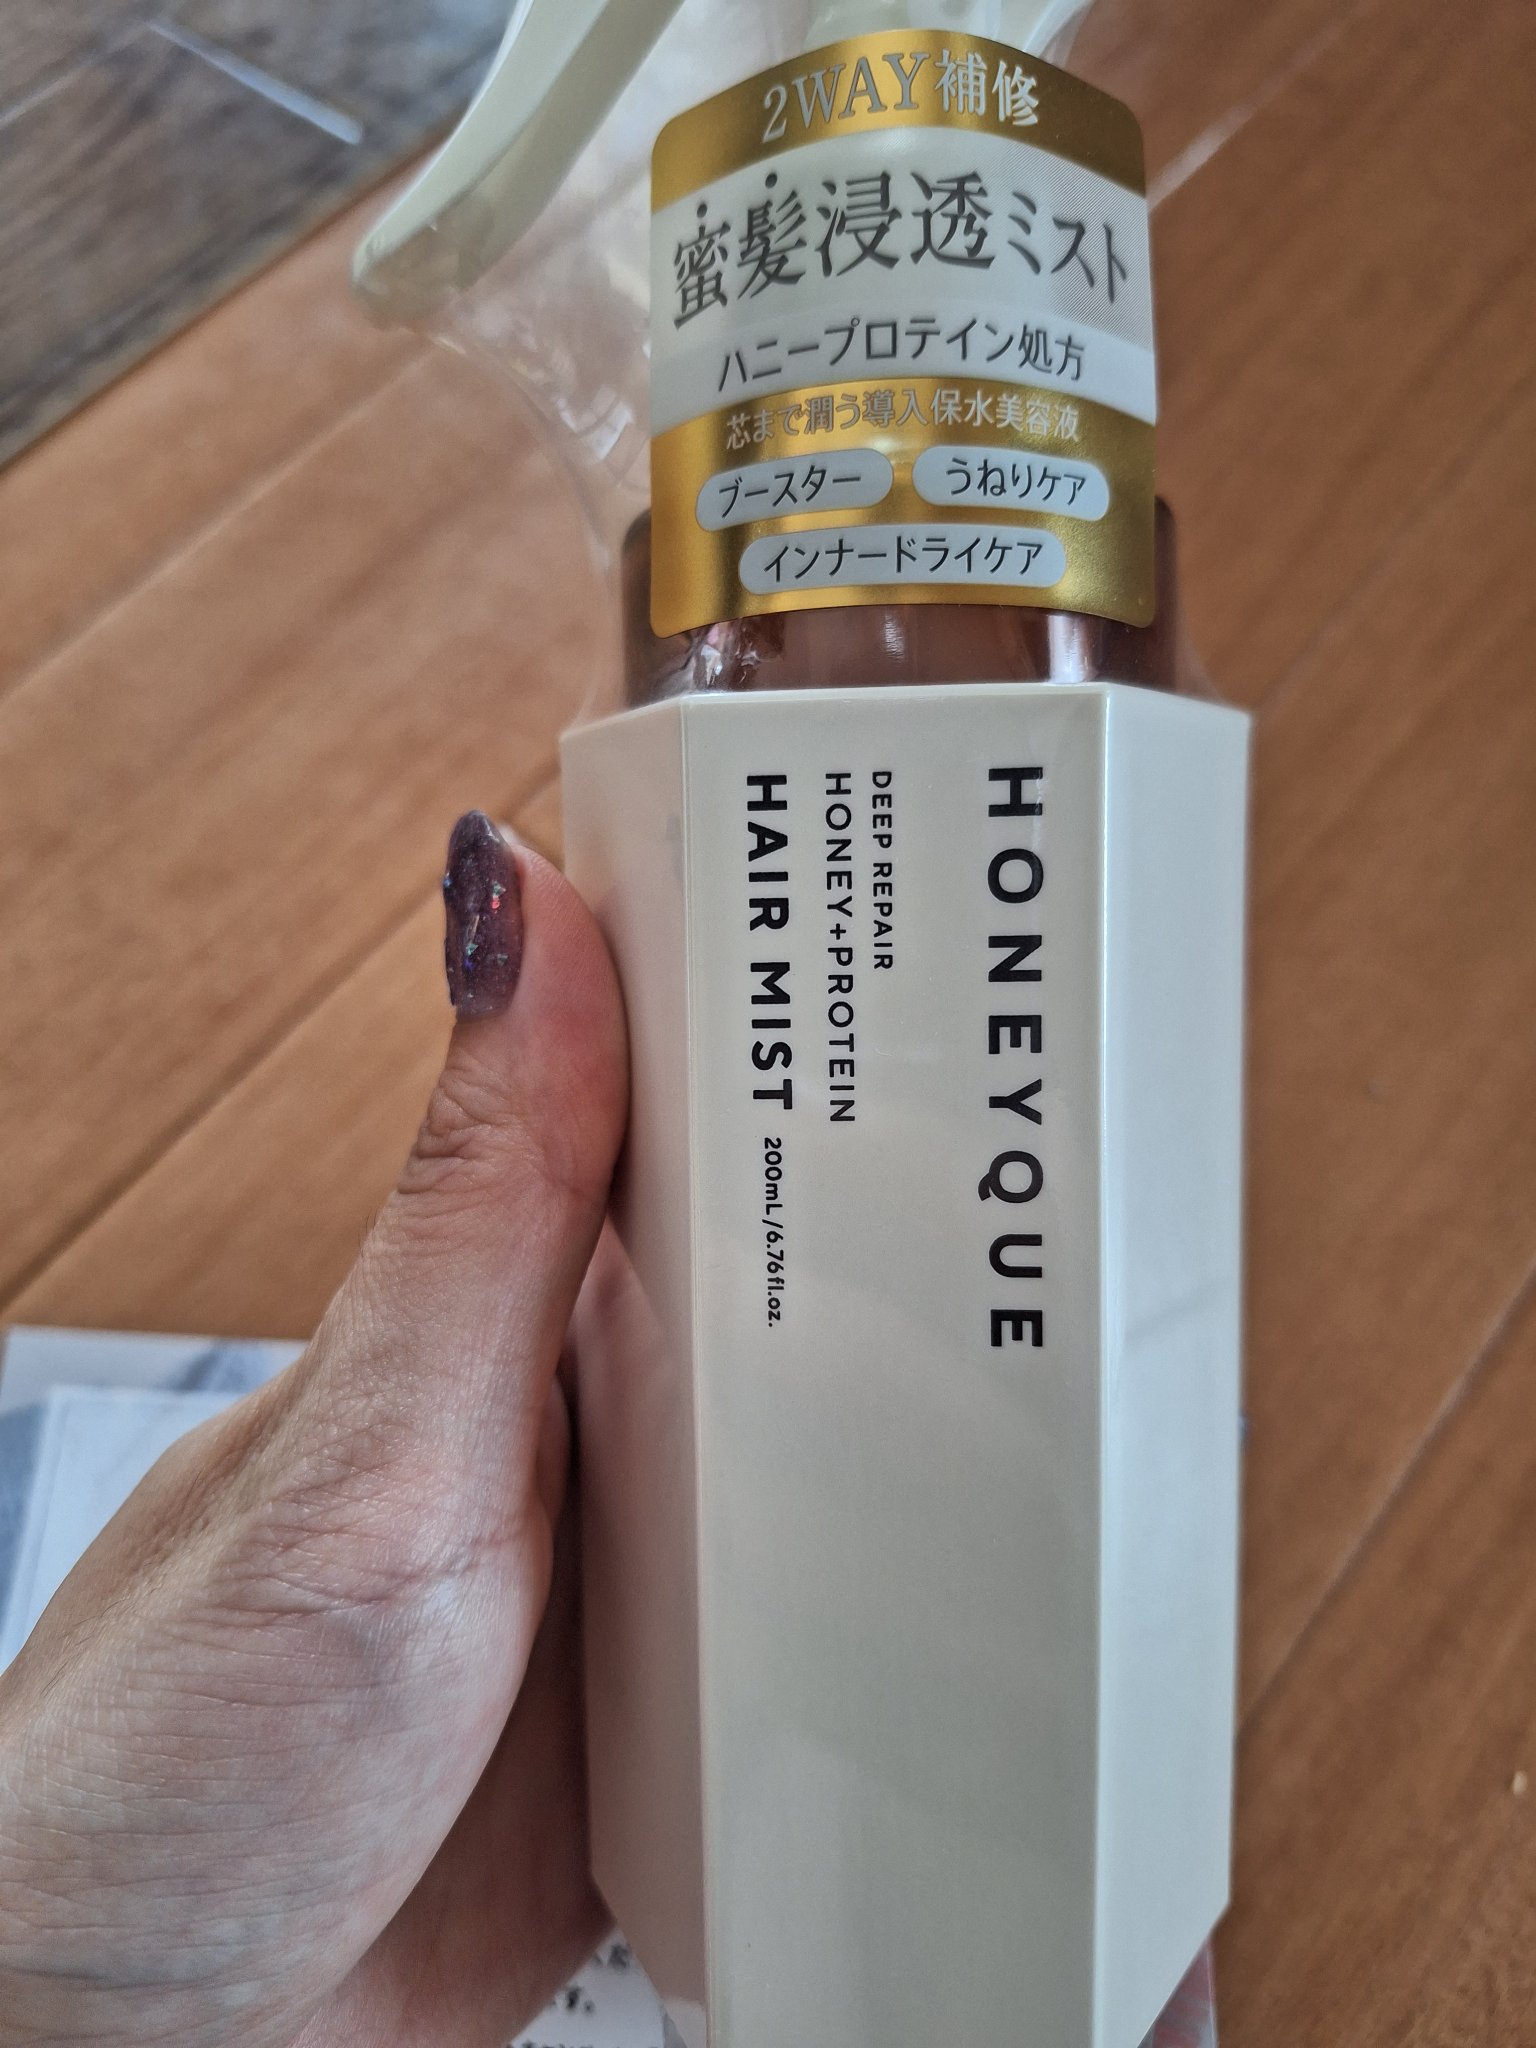 2WAY補修
蜜髪浸透ミスト
ハニープロテイン処方
芯まで潤う導入保水美容液
ブースター
うねりケア
インナードライケア
HONEYQUE
DEEP REPAIR
HONEY+PROTEIN
HAIR MIST 200mL/6.76fl.oz.